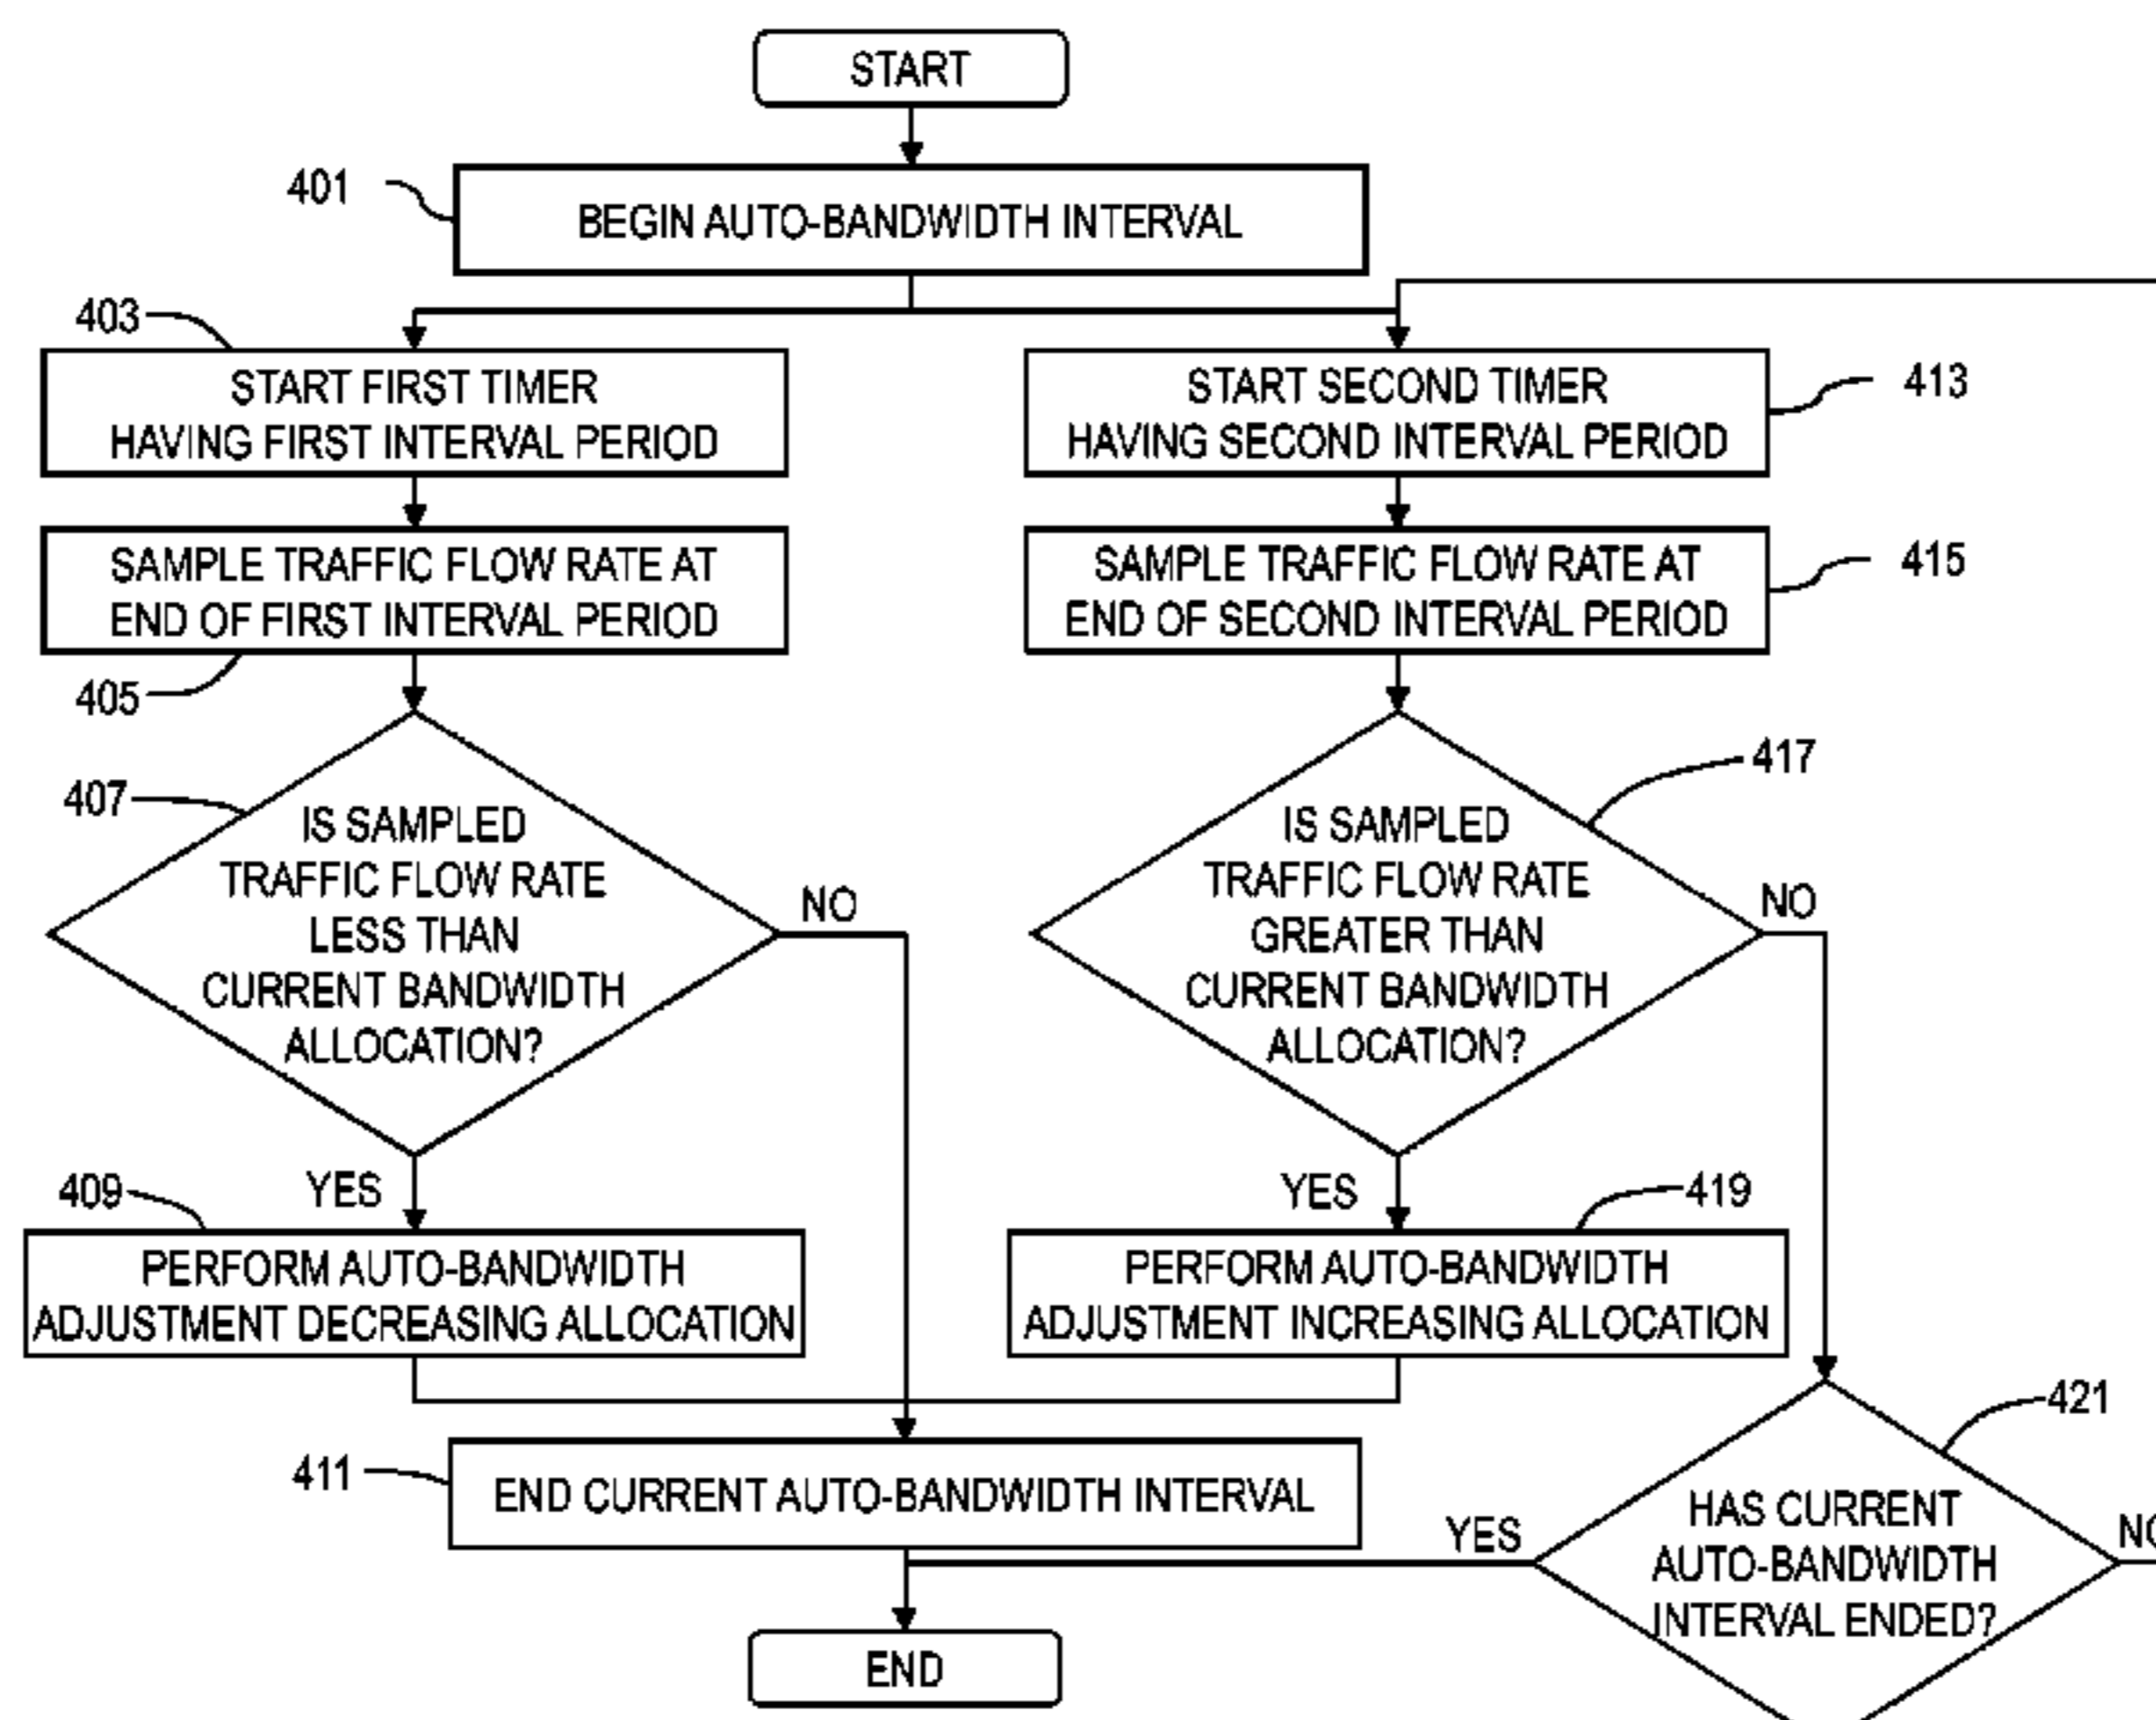 START
401
BEGIN AUTO-BANDWIDTH INTERVAL
403
START FIRST TIMER
HAVING FIRST INTERVAL PERIOD
START SECOND TIMER
HAVING SECOND INTERVAL PERIOD
413
SAMPLE TRAFFIC FLOW RATE AT
END OF FIRST INTERVAL PERIOD
405
SAMPLE TRAFFIC FLOW RATE AT
END OF SECOND INTERVAL PERIOD
415
407
IS SAMPLED
TRAFFIC FLOW RATE
LESS THAN
CURRENT BANDWIDTH
ALLOCATION?
NO
417
IS SAMPLED
TRAFFIC FLOW RATE
GREATER THAN
CURRENT BANDWIDTH
ALLOCATION?
NO
YES
409
PERFORM AUTO-BANDWIDTH
ADJUSTMENT DECREASING ALLOCATION
YES
419
PERFORM AUTO-BANDWIDTH
ADJUSTMENT INCREASING ALLOCATION
411
END CURRENT AUTO-BANDWIDTH INTERVAL
421
HAS CURRENT
AUTO-BANDWIDTH
INTERVAL ENDED?
YES
NO
END